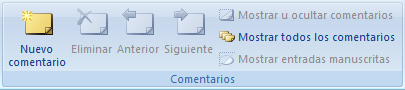 Nuevo
comentario
Eliminar
Anterior
Siguiente
Mostrar u ocultar comentarios
Mostrar todos los comentarios
Mostrar entradas manuscritas
Comentarios